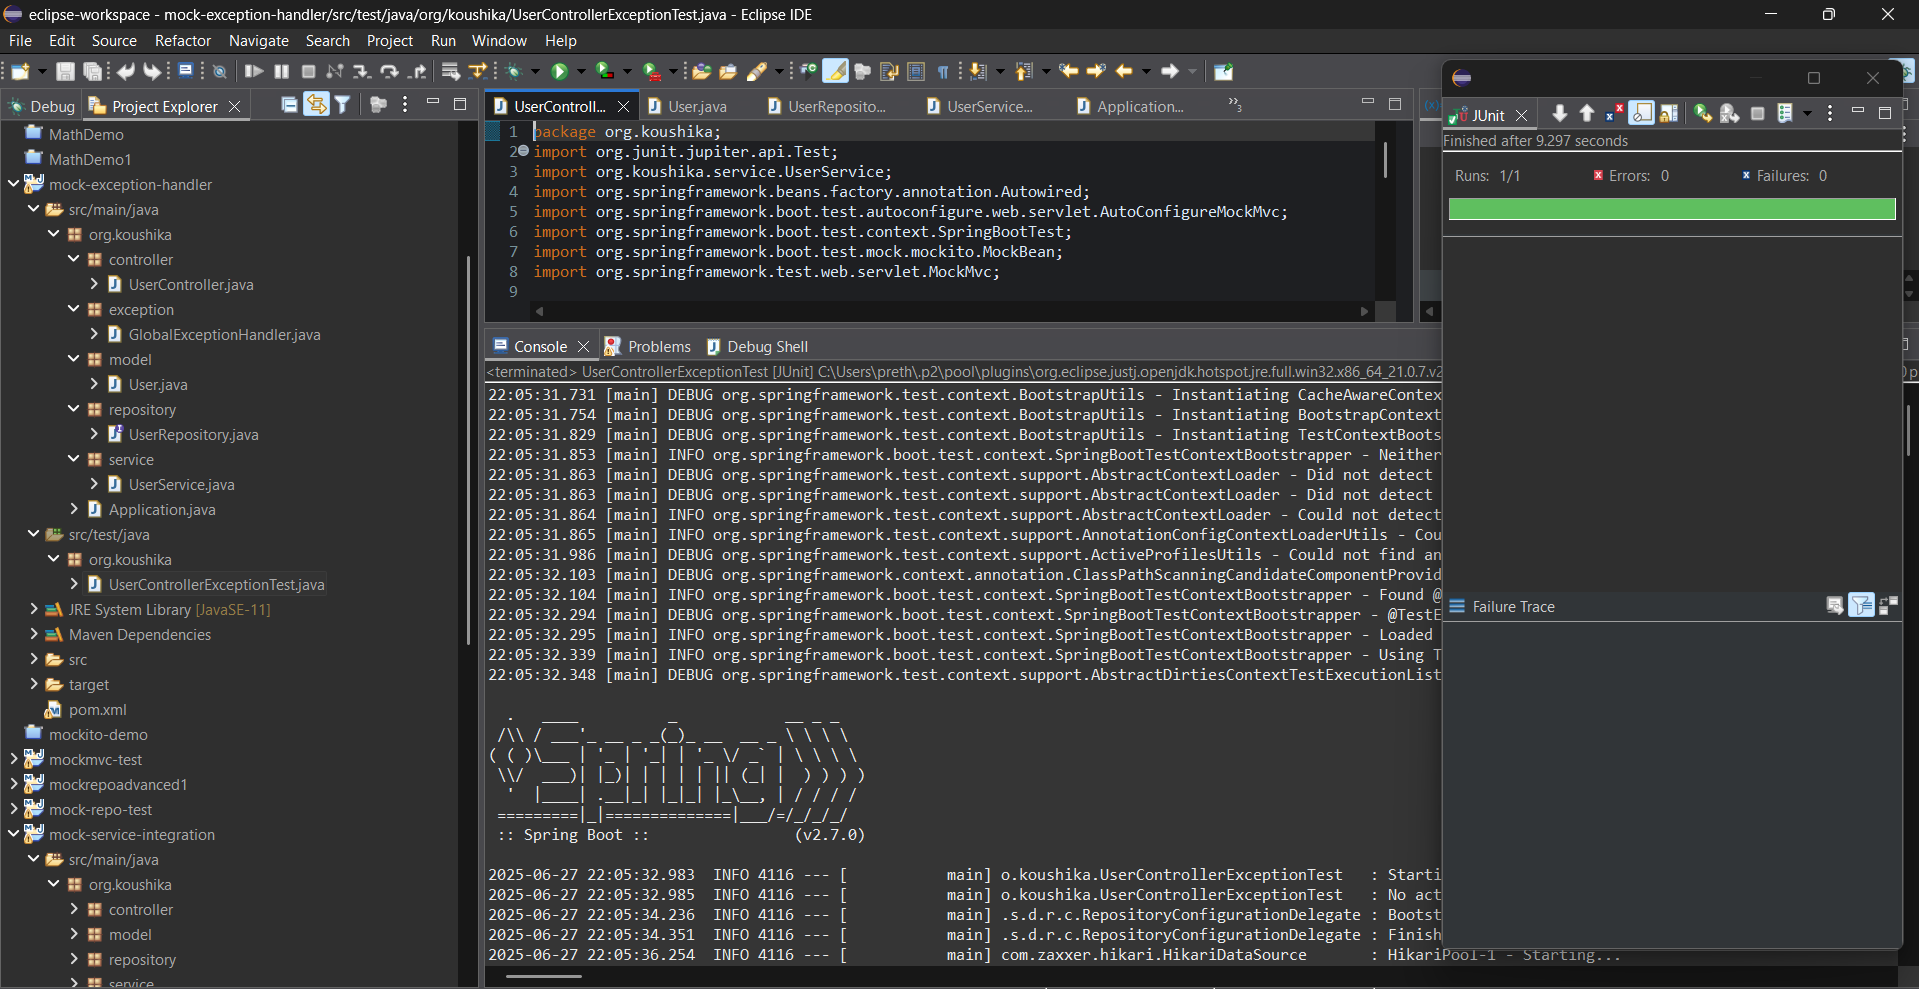 eclipse-workspace - mock-exception-handler/src/test/java/org/koushika/UserControllerExceptionTest.java - Eclipse IDE
File Edit Source Refactor Navigate Search Project Run Window Help
Debug
Project Explorer
MathDemo
MathDemo1
mock-exception-handler
src/main/java
org.koushika
controller
UserController.java
exception
GlobalExceptionHandler.java
model
User.java
repository
UserRepository.java
service
UserService.java
Application.java
src/test/java
org.koushika
UserControllerExceptionTest.java
JRE System Library [JavaSE-11]
Maven Dependencies
src
target
pom.xml
mockito-demo
mockmvc-test
mockrepoadvanced1
mock-repo-test
mock-service-integration
src/main/java
org.koushika
controller
model
repository
service
UserControll... User.java UserReposito... UserService... Application... »3
1 package org.koushika;
2 import org.junit.jupiter.api.Test;
3 import org.koushika.service.UserService;
4 import org.springframework.beans.factory.annotation.Autowired;
5 import org.springframework.boot.test.autoconfigure.web.servlet.AutoConfigureMockMvc;
6 import org.springframework.boot.test.context.SpringBootTest;
7 import org.springframework.boot.test.mock.mockito.MockBean;
8 import org.springframework.test.web.servlet.MockMvc;
9
Console Problems Debug Shell
<terminated> UserControllerExceptionTest [JUnit] C:\Users\preth\.p2\pool\plugins\org.eclipse.justj.openjdk.hotspot.jre.full.win32.x86_64_21.0.7.v2
22:05:31.731 [main] DEBUG org.springframework.test.context.BootstrapUtils - Instantiating CacheAwareContex
22:05:31.754 [main] DEBUG org.springframework.test.context.BootstrapUtils - Instantiating BootstrapContext
22:05:31.829 [main] DEBUG org.springframework.test.context.BootstrapUtils - Instantiating TestContextBoots
22:05:31.853 [main] INFO org.springframework.boot.test.context.SpringBootTestContextBootstrapper - Neither
22:05:31.863 [main] DEBUG org.springframework.test.context.support.AbstractContextLoader - Did not detect
22:05:31.863 [main] DEBUG org.springframework.test.context.support.AbstractContextLoader - Did not detect
22:05:31.864 [main] INFO org.springframework.test.context.support.AbstractContextLoader - Could not detect
22:05:31.865 [main] INFO org.springframework.test.context.support.AnnotationConfigContextLoaderUtils - Cou
22:05:31.986 [main] DEBUG org.springframework.test.context.support.ActiveProfilesUtils - Could not find an
22:05:32.103 [main] DEBUG org.springframework.context.annotation.ClassPathScanningCandidateComponentProvid
22:05:32.104 [main] INFO org.springframework.boot.test.context.SpringBootTestContextBootstrapper - Found @
22:05:32.294 [main] DEBUG org.springframework.boot.test.context.SpringBootTestContextBootstrapper - @TestE
22:05:32.295 [main] INFO org.springframework.boot.test.context.SpringBootTestContextBootstrapper - Loaded
22:05:32.339 [main] INFO org.springframework.boot.test.context.SpringBootTestContextBootstrapper - Using T
22:05:32.348 [main] DEBUG org.springframework.test.context.support.AbstractDirtiesContextTestExecutionList
Spring
:: Spring Boot :: (v2.7.0)
2025-06-27 22:05:32.983 INFO 4116 --- [ main] o.koushika.UserControllerExceptionTest : Starti
2025-06-27 22:05:32.985 INFO 4116 --- [ main] o.koushika.UserControllerExceptionTest : No act
2025-06-27 22:05:34.236 INFO 4116 --- [ main] .s.d.r.c.RepositoryConfigurationDelegate : Bootst
2025-06-27 22:05:34.351 INFO 4116 --- [ main] .s.d.r.c.RepositoryConfigurationDelegate : Finish
2025-06-27 22:05:36.254 INFO 4116 --- [ main] com.zaxxer.hikari.HikariDataSource : HikariPool-1 - Starting...
JUnit
Finished after 9.297 seconds
Runs: 1/1 Errors: 0 Failures: 0
Failure Trace